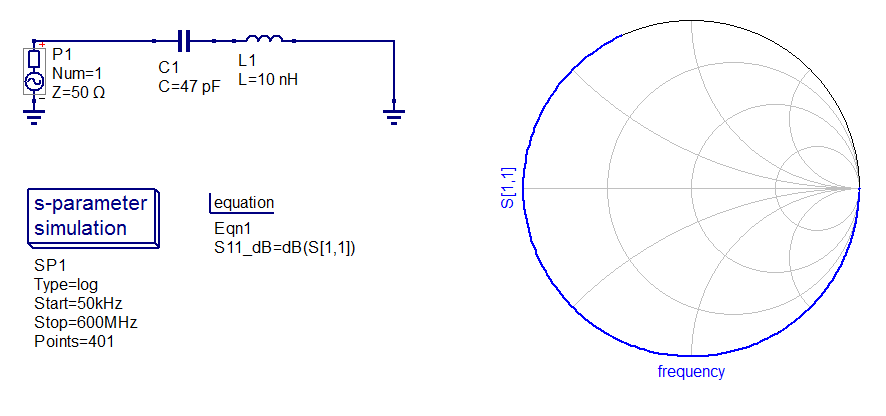 P1
Num=1
Z=50 Ω
C1
C=47 pF
L1
L=10 nH
s-parameter
simulation
SP1
Type=log
Start=50kHz
Stop=600MHz
Points=401
equation
Eqn1
S11_dB=dB(S[1,1])
S[1,1]
frequency